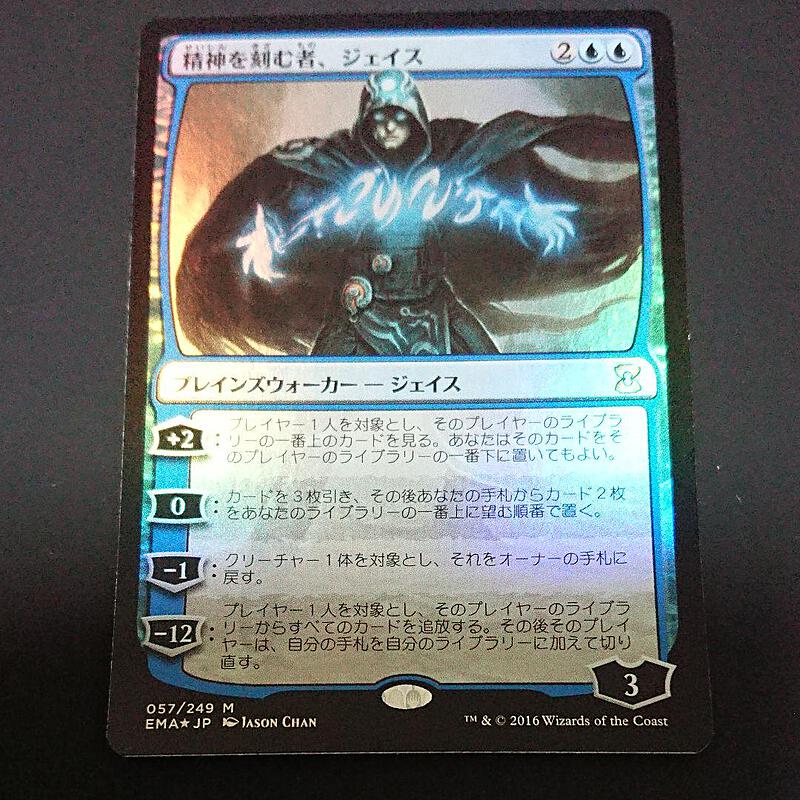 精神を刻む者、ジェイス 2
プレインズウォーカー — ジェイス
+2 : プレイヤー1人を対象とし、そのプレイヤーのライブラ
リーの一番上のカードを見る。あなたはそのカードをそ
のプレイヤーのライブラリーの一番下に置いてもよい。
0 : カードを3枚引き、その後あなたの手札からカード2枚
をあなたのライブラリーの一番上に望む順番で置く。
-1 : クリーチャー1体を対象とし、それをオーナーの手札に
戻す。
-12 : プレイヤー1人を対象とし、そのプレイヤーのライブラ
リーからすべてのカードを追放する。その後そのプレイ
ヤーは、自分の手札を自分のライブラリーに加えて切り
直す。
3
057/249 M
EMA★JP JASON CHAN
™ & © 2016 Wizards of the Coast